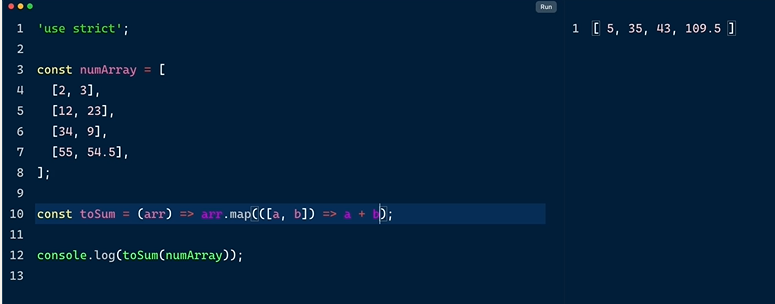 Run
1 'use strict';
2
3 const numArray = [
4   [2, 3],
5   [12, 23],
6   [34, 9],
7   [55, 54.5],
8 ];
9
10 const toSum = (arr) => arr.map(([a, b]) => a + b);
11
12 console.log(toSum(numArray));
13
1 [ 5, 35, 43, 109.5 ]